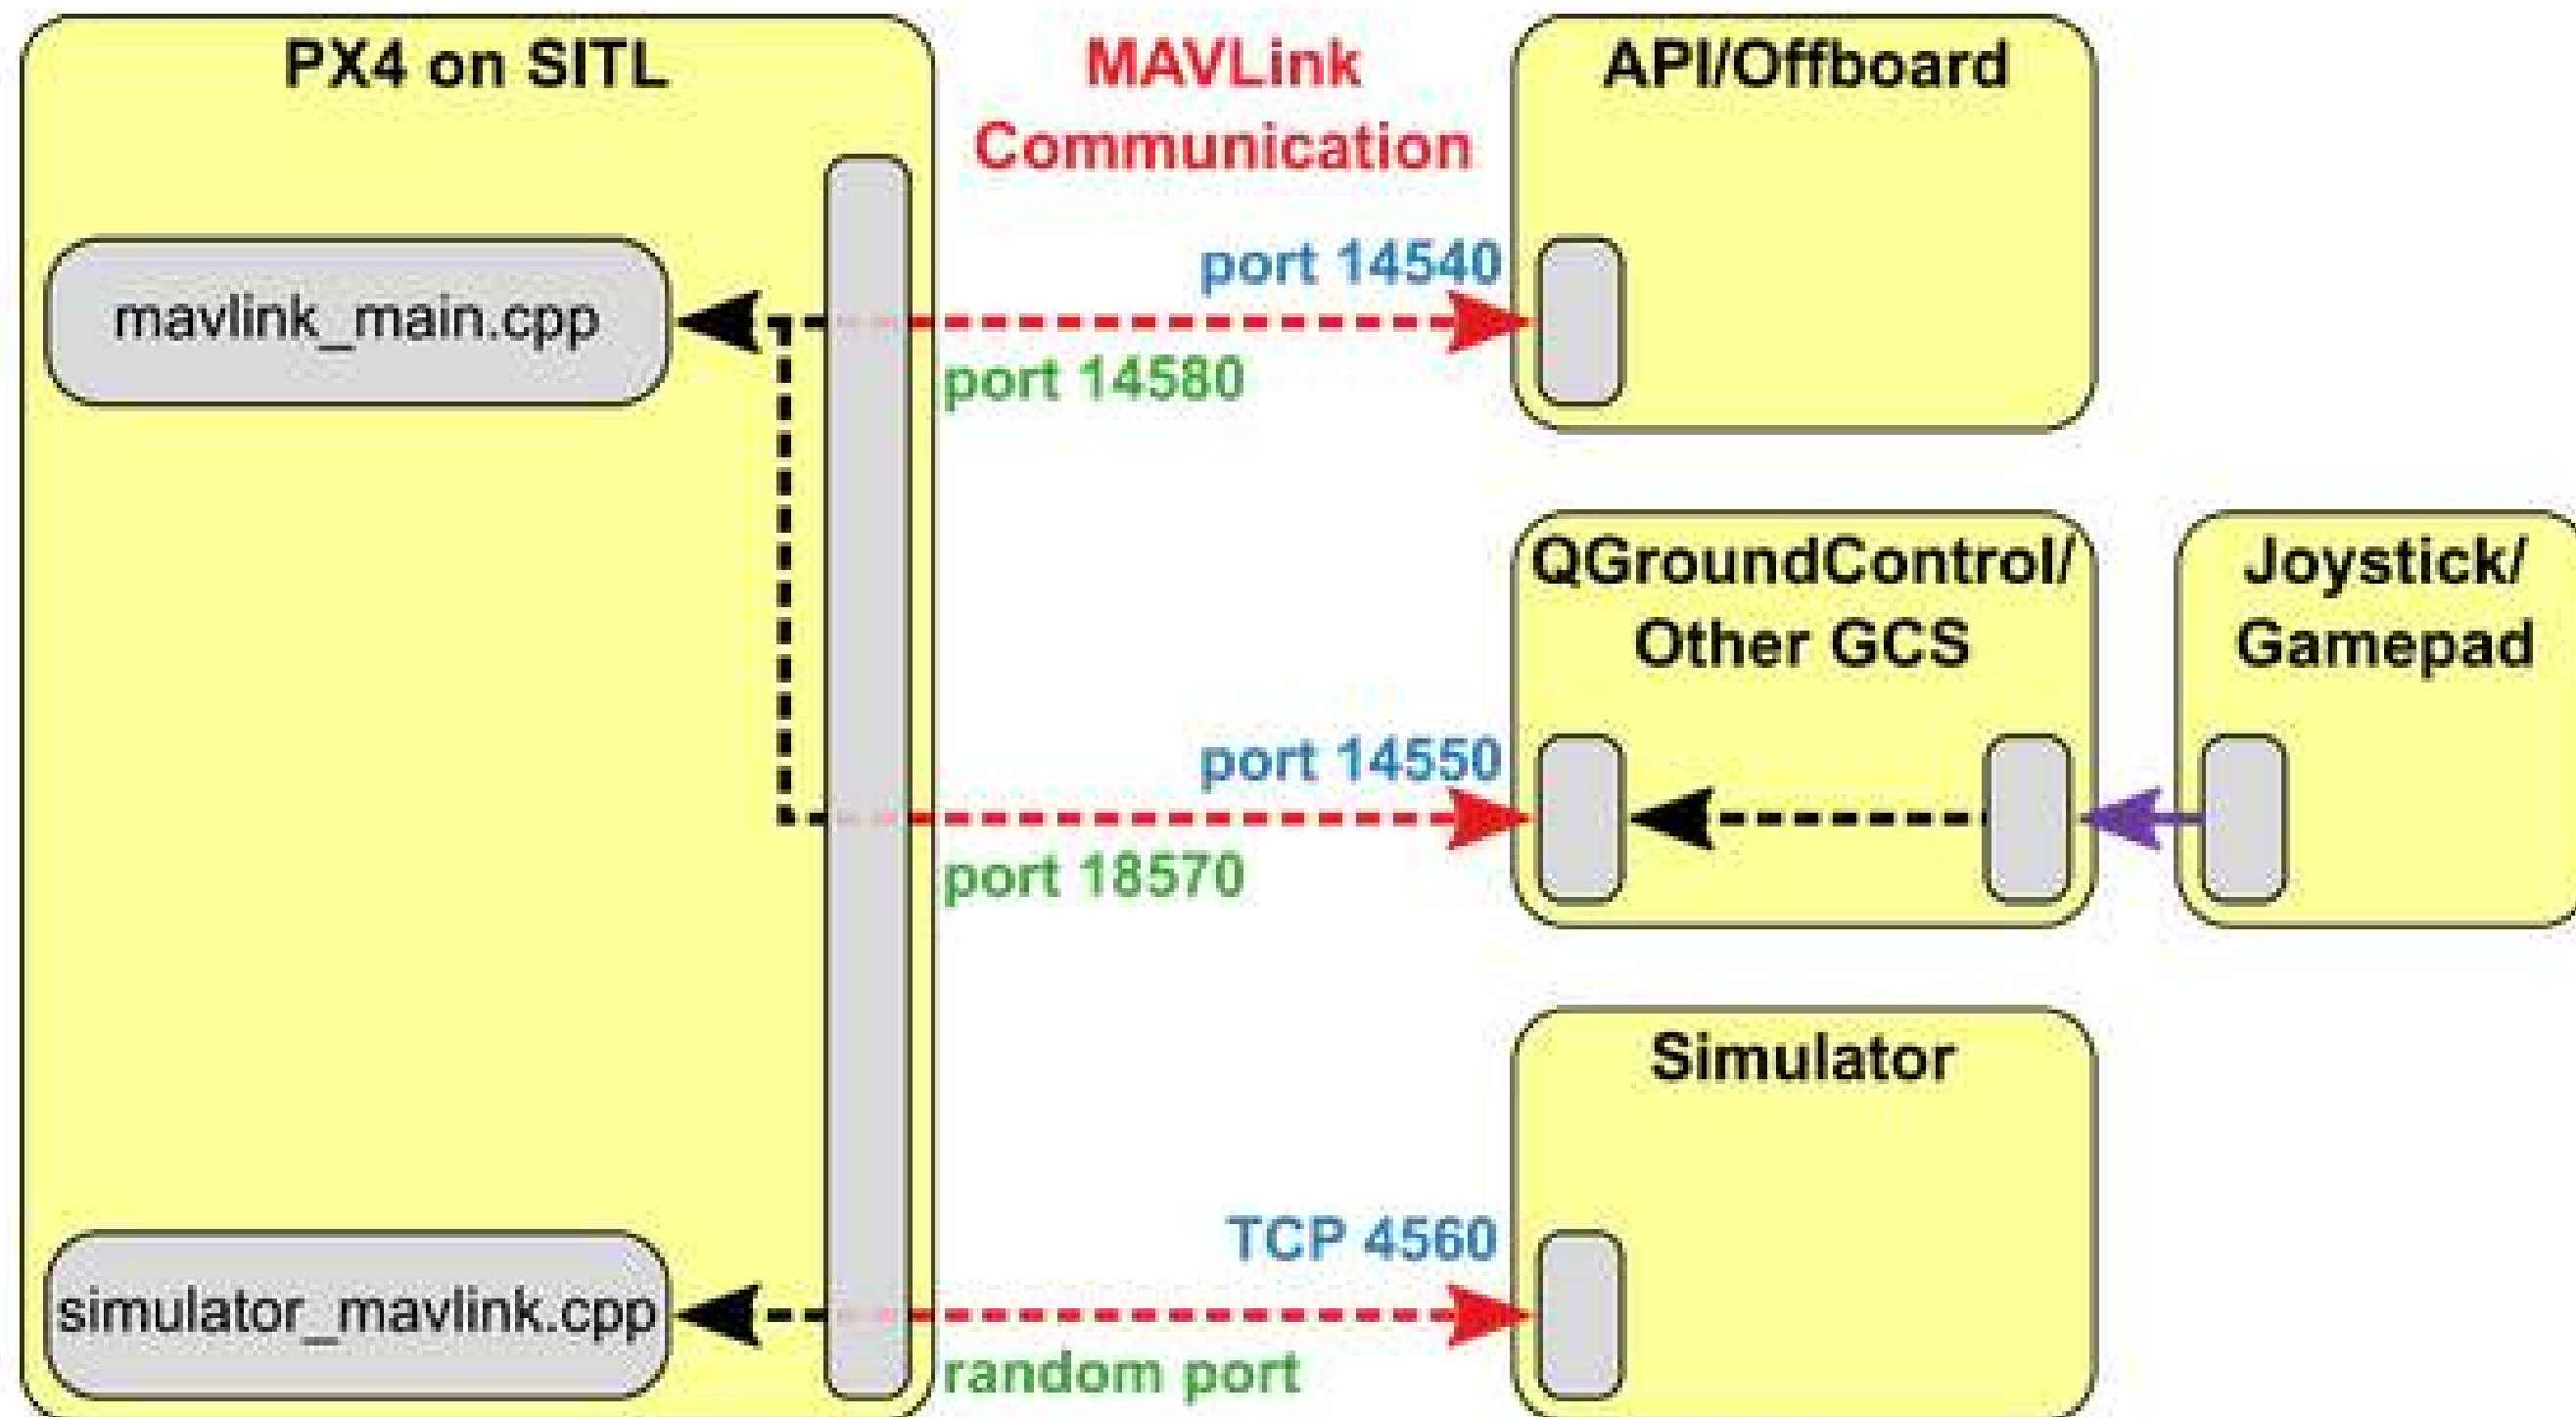 PX4 on SITL
MAVLink
Communication
API/Offboard
mavlink_main.cpp
port 14540
port 14580
QGroundControl/
Other GCS
Joystick/
Gamepad
port 14550
port 18570
Simulator
simulator_mavlink.cpp
TCP 4560
random port